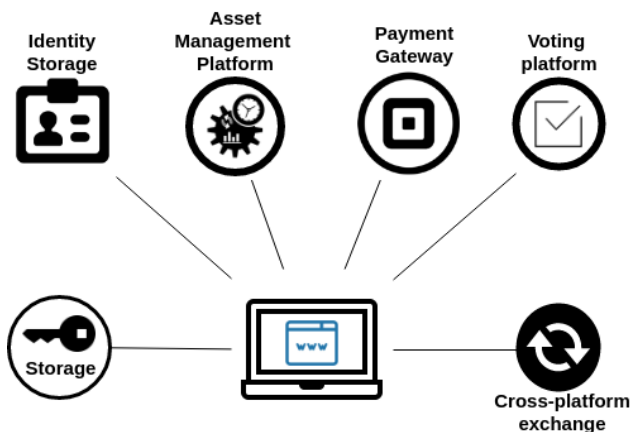 Identity
Storage
Asset
Management
Platform
Payment
Gateway
Voting
platform
www
Storage
Cross-platform
exchange